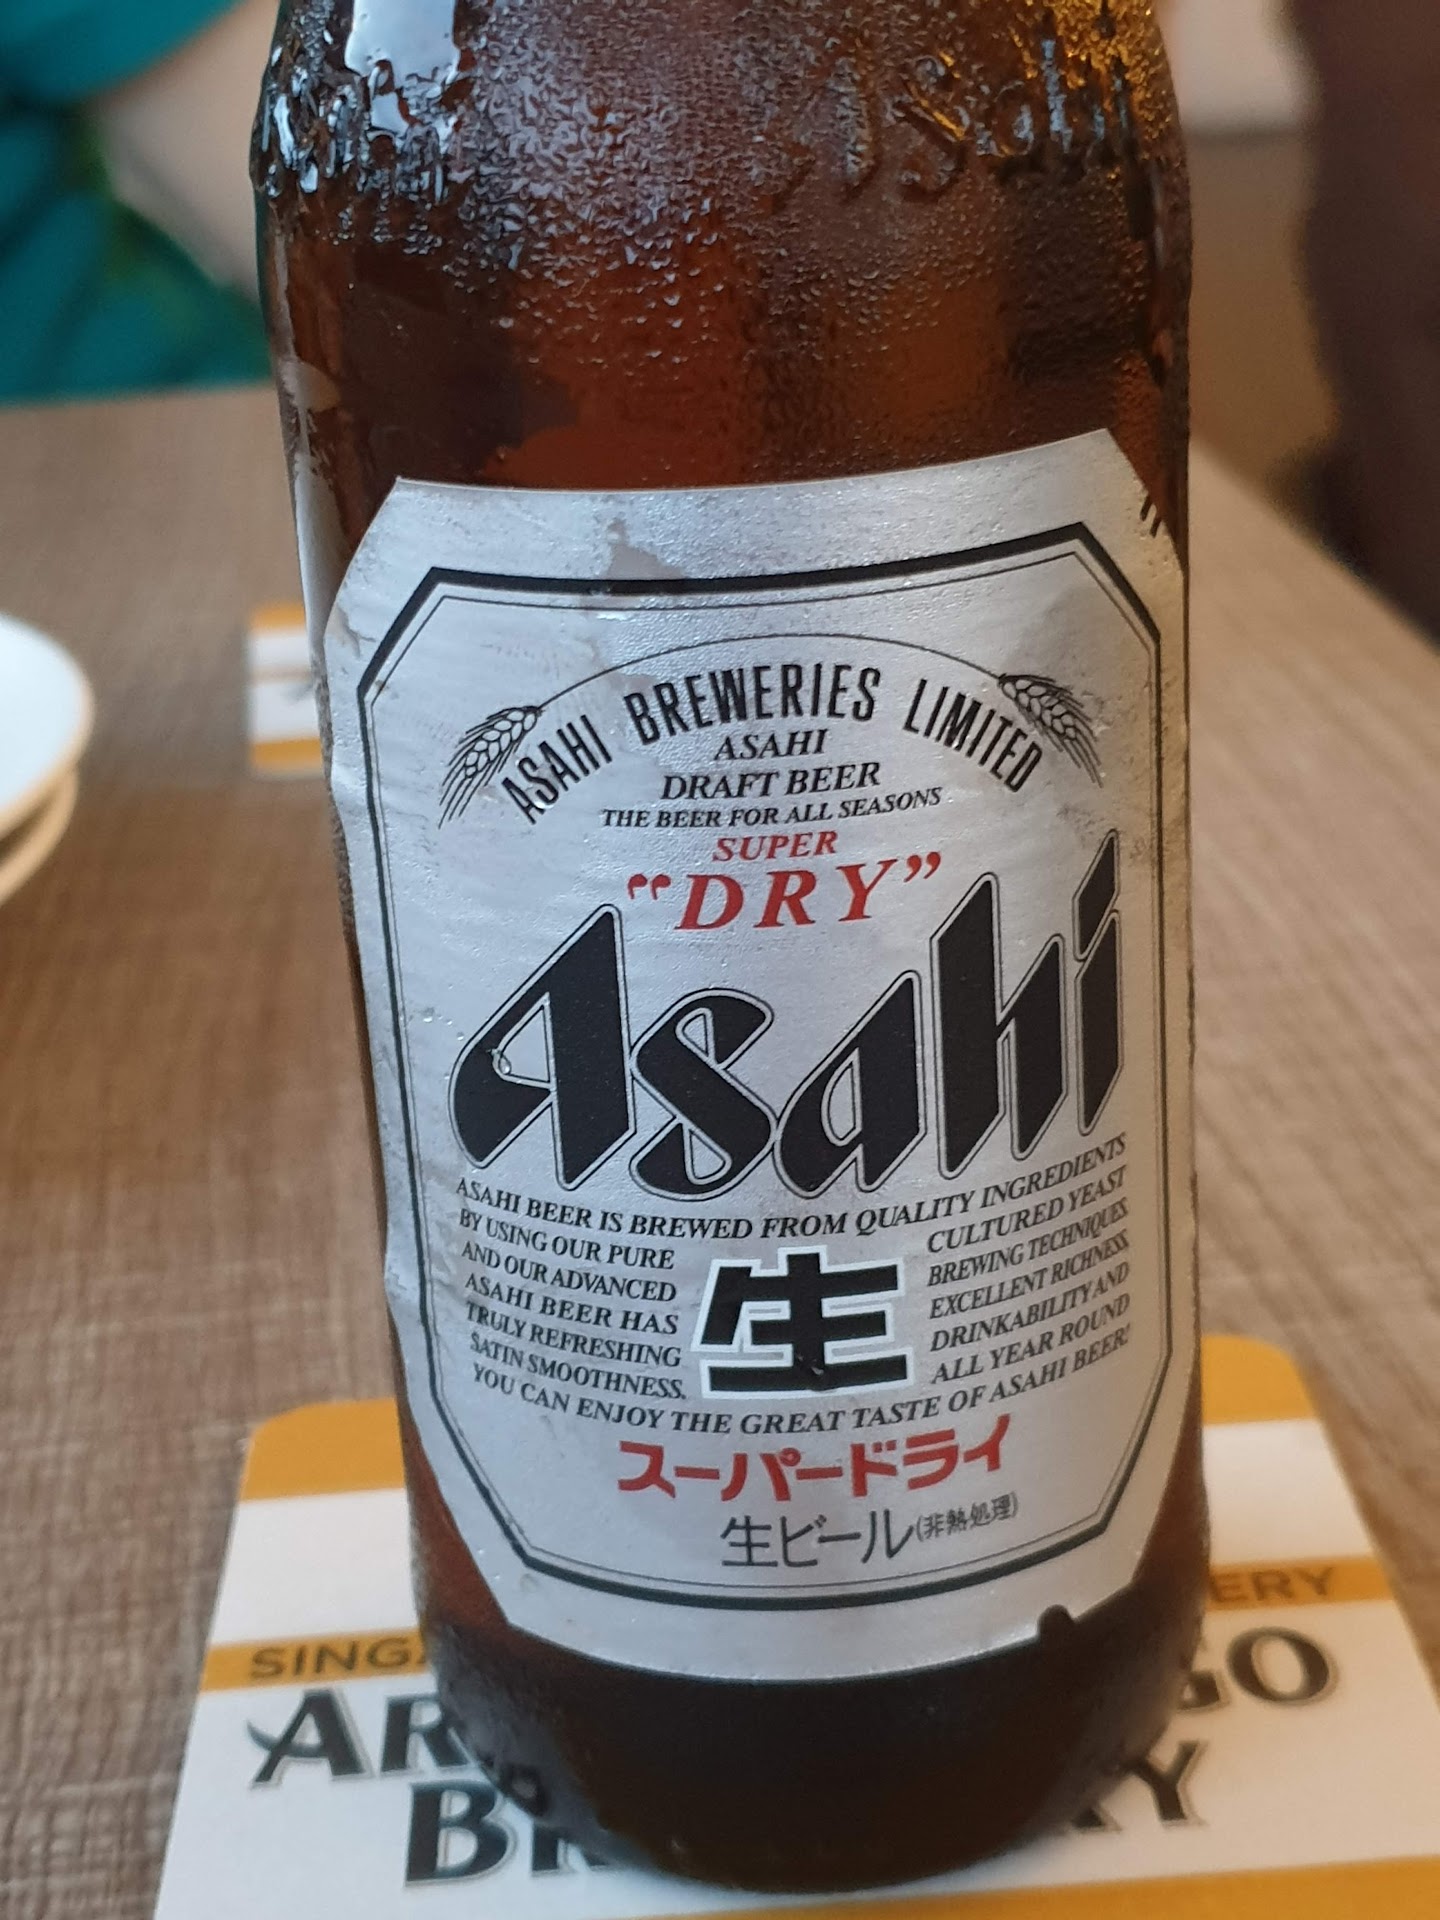 Asahi
ASAHI BREWERIES LIMITED
ASAHI
DRAFT BEER
THE BEER FOR ALL SEASONS
SUPER
"DRY"
Asahi
ASAHI BEER IS BREWED FROM QUALITY INGREDIENTS
BY USING OUR PURE CULTURED YEAST
AND OUR ADVANCED BREWING TECHNIQUES.
ASAHI BEER HAS EXCELLENT RICHNESS,
TRULY REFRESHING DRINKABILITY AND
SATIN SMOOTHNESS. ALL YEAR ROUND
生
YOU CAN ENJOY THE GREAT TASTE OF ASAHI BEER!
スーパードライ
生ビール(非熱処理)